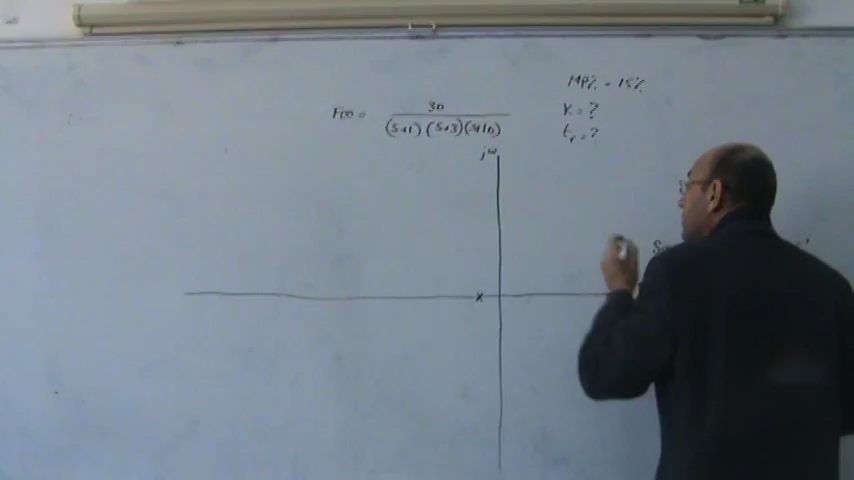 MP% = 15%
F(s) = 30
(s+1) (s+3)(s+10)
K = ?
tr = ?
jω
x